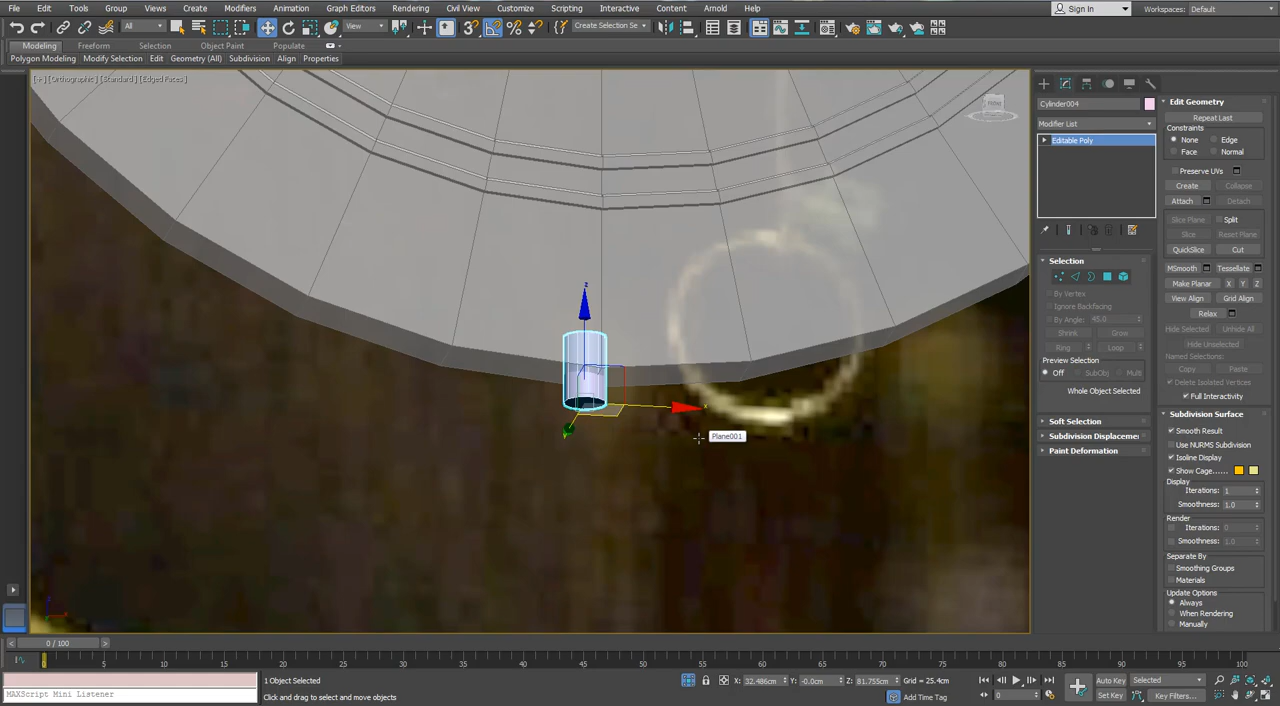 File Edit Tools Group Views Create Modifiers Animation Graph Editors Rendering Civil View Customize Scripting Interactive Content Arnold Help Sign In Workspaces: Default
All View Create Selection Se
Modeling Freeform Selection Object Paint Populate
Polygon Modeling Modify Selection Edit Geometry (All) Subdivision Align Properties
[+] [Orthographic] [Standard] [Edged Faces]
FRONT
Plane001
z
x
y
Cylinder004
Modifier List
Editable Poly
Selection
By Vertex
Ignore Backfacing
By Angle: 45.0
Shrink Grow
Ring Loop
Preview Selection
Off SubObj Multi
Whole Object Selected
Soft Selection
Subdivision Displacemen
Paint Deformation
Edit Geometry
Repeat Last
Constraints
None Edge
Face Normal
Preserve UVs
Create Collapse
Attach Detach
Slice Plane Split
Slice Reset Plane
QuickSlice Cut
MSmooth Tessellate
Make Planar X Y Z
View Align Grid Align
Relax
Hide Selected Unhide All
Hide Unselected
Named Selections:
Copy Paste
Delete Isolated Vertices
Full Interactivity
Subdivision Surface
Smooth Result
Use NURMS Subdivision
Isoline Display
Show Cage......
Display
Iterations: 1
Smoothness: 1.0
Render
Iterations: 0
Smoothness: 1.0
Separate By
Smoothing Groups
Materials
Update Options
Always
When Rendering
Manually
0 / 100
0 5 10 15 20 25 30 35 40 45 50 55 60 65 70 75 80 85 90 95 100
MAXScript Mini Listener
1 Object Selected
Click and drag to select and move objects
X: 32.486cm Y: -0.0cm Z: 81.755cm Grid = 25.4cm
Add Time Tag
0
Auto Key Selected
Set Key Key Filters...